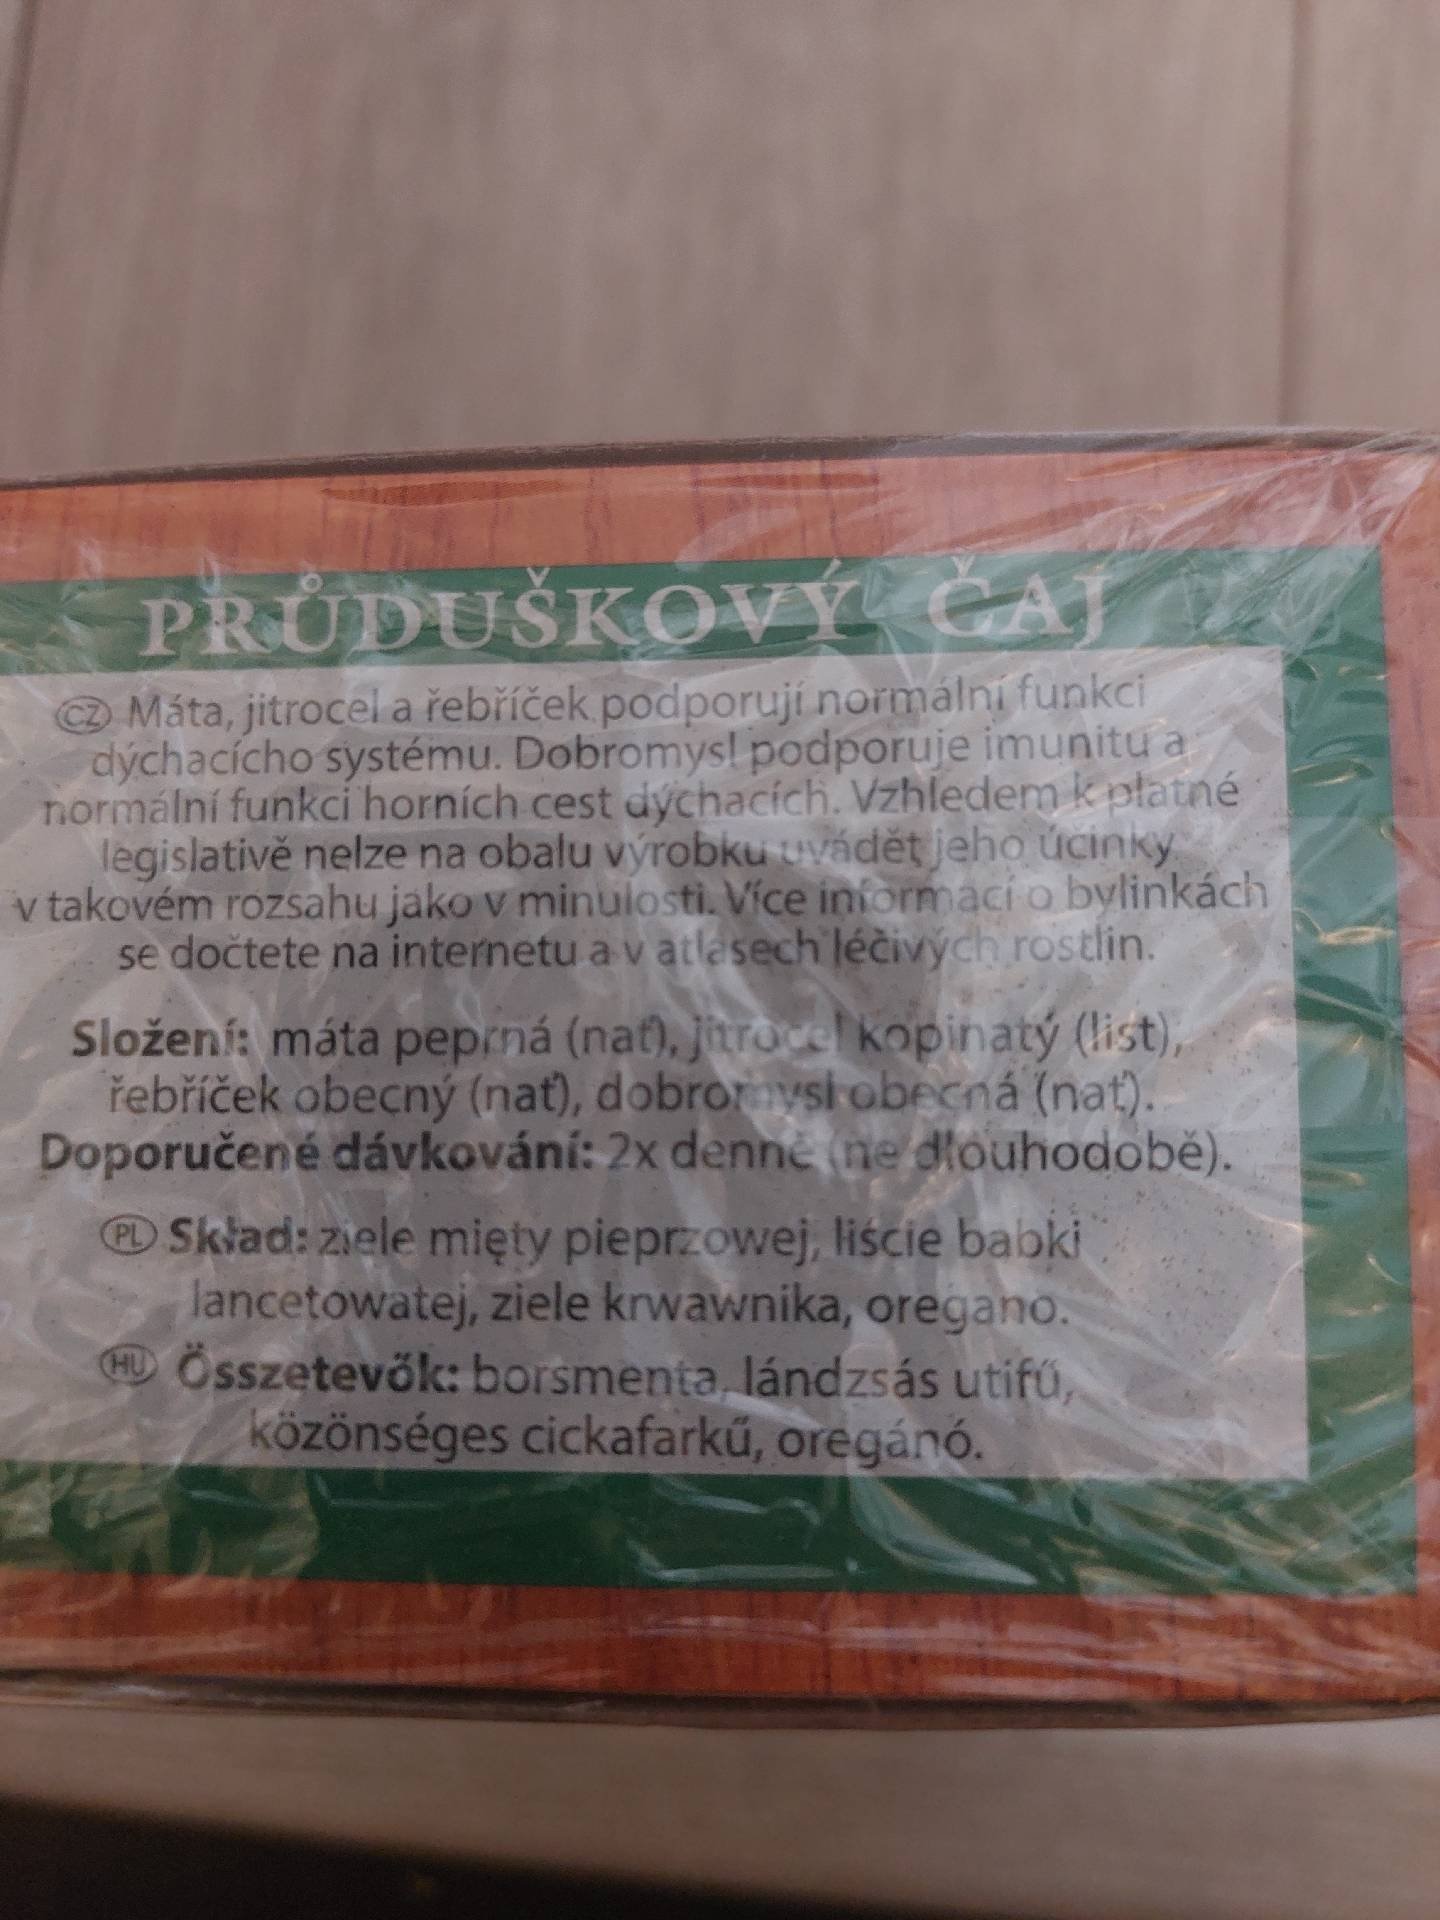 PRŮDUŠKOVÝ ČAJ
CZ Máta, jitrocel a řebříček podporují normální funkci
dýchacícho systému. Dobromysl podporuje imunitu a
normální funkci horních cest dýchacích. Vzhledem k platné
legislativě nelze na obalu výrobku uvádět jeho účinky
v takovém rozsahu jako v minulosti. Více informací o bylinkách
se dočtete na internetu a v atlasech léčivých rostlin.
Složení: máta peprná (nať), jitrocel kopinatý (list),
řebříček obecný (nať), dobromysl obecná (nať).
Doporučené dávkování: 2x denně (ne dlouhodobě).
PL Skład: ziele mięty pieprzowej, liście babki
lancetowatej, ziele krwawnika, oregano.
HU Összetevők: borsmenta, lándzsás utifű,
közönséges cickafarkű, oregánó.